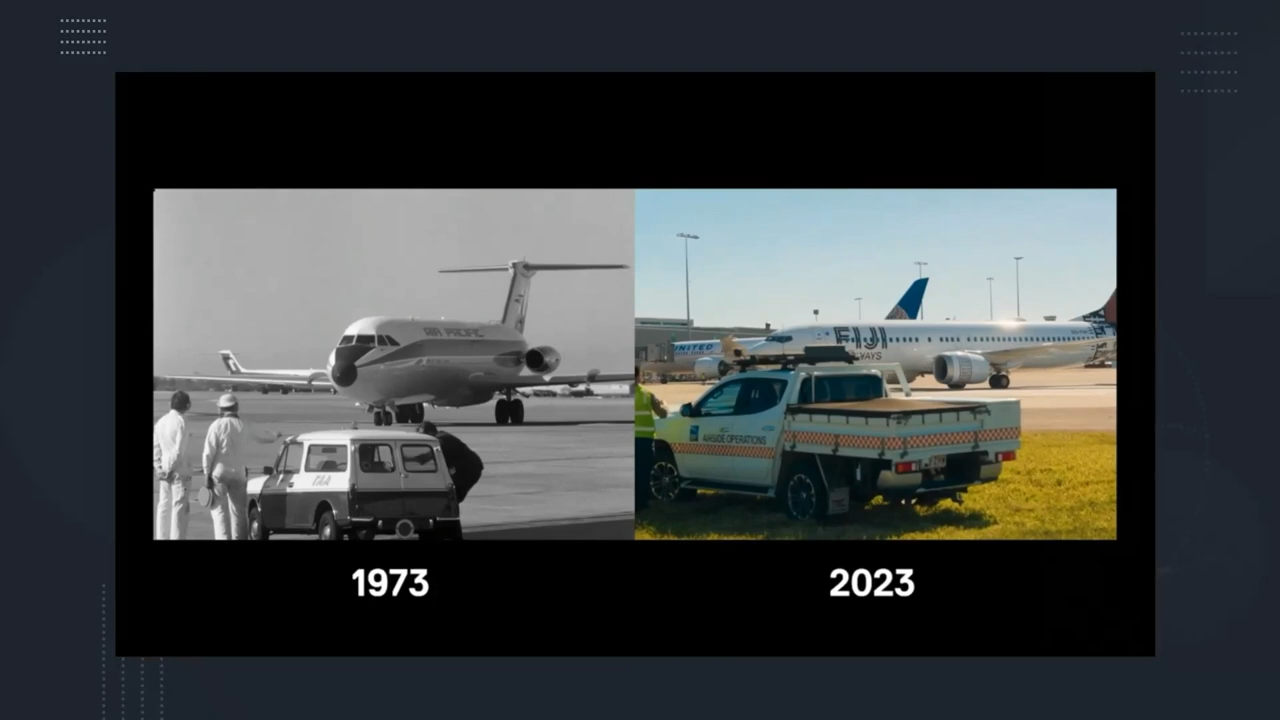 AIR PACIFIC
TAA
UNITED
FIJI
AIRWAYS
AIRSIDE OPERATIONS
1973
2023